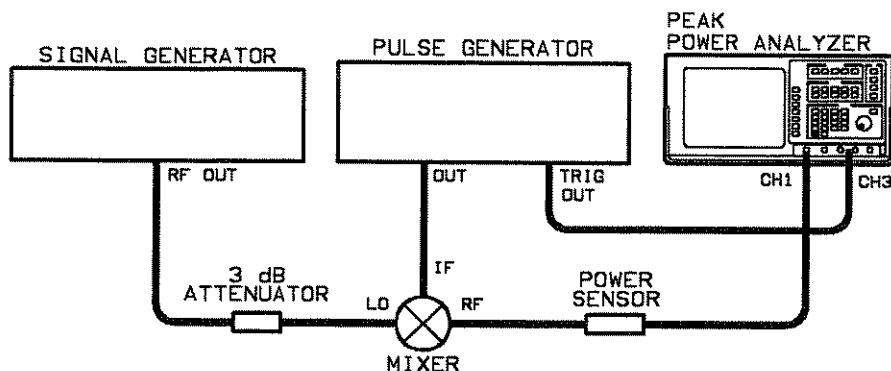 PEAK
POWER ANALYZER
SIGNAL GENERATOR
PULSE GENERATOR
RF OUT
OUT
TRIG
OUT
CH1
CH3
3 dB
ATTENUATOR
LO
IF
RF
POWER
SENSOR
MIXER